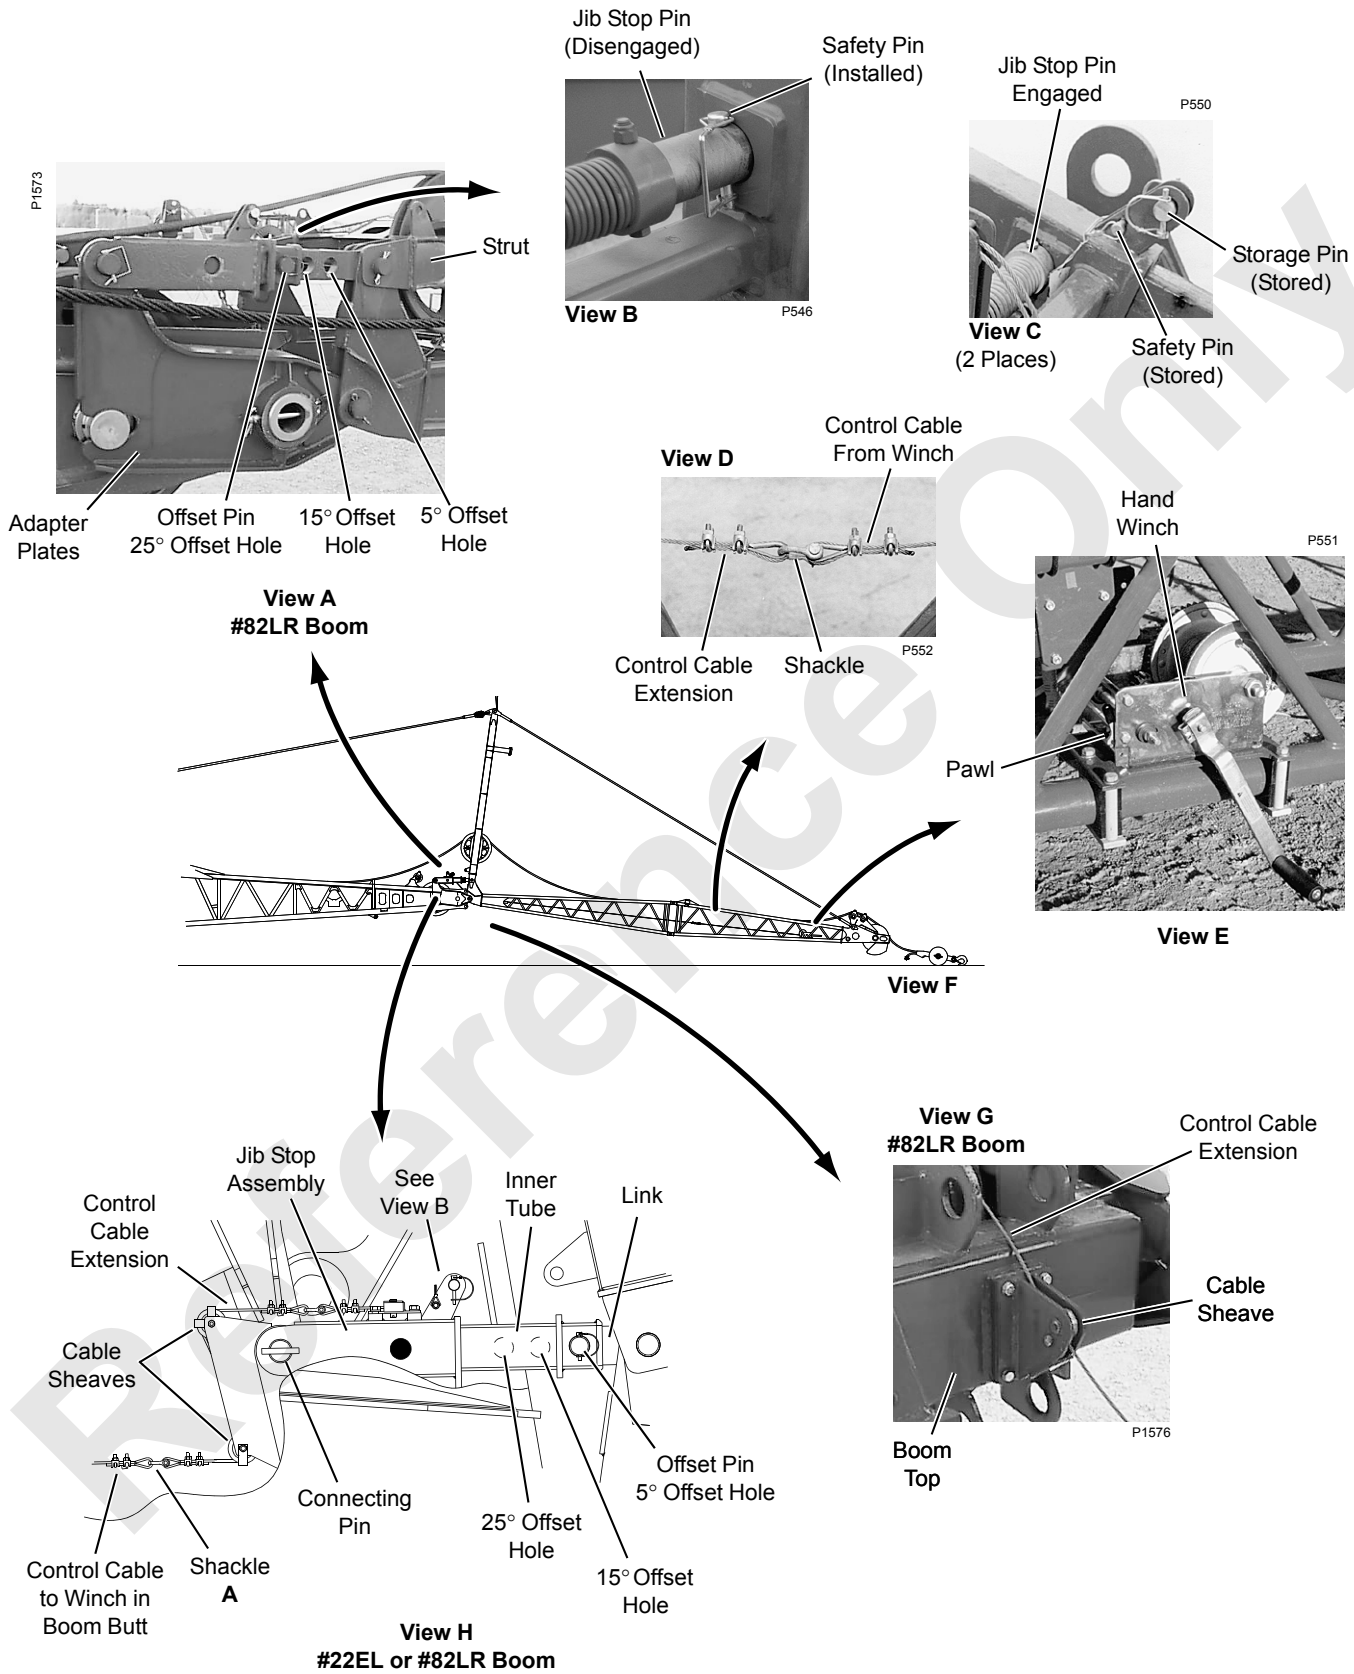 Jib Stop Pin
(Disengaged)
Safety Pin
(Installed)
Jib Stop Pin
Engaged
P550
P1573
Strut
Storage Pin
(Stored)
View B
P546
View C
(2 Places)
Safety Pin
(Stored)
Control Cable
From Winch
View D
Hand
Winch
P551
Adapter
Plates
Offset Pin
25° Offset Hole
15° Offset
Hole
5° Offset
Hole
View A
#82LR Boom
P552
Control Cable
Extension
Shackle
Pawl
View E
View F
View G
#82LR Boom
Control Cable
Extension
Jib Stop
Assembly
See
View B
Inner
Tube
Link
Control
Cable
Extension
Cable
Sheave
Cable
Sheaves
P1576
Boom
Top
Offset Pin
5° Offset Hole
Connecting
Pin
25° Offset
Hole
15° Offset
Hole
Control Cable
to Winch in
Boom Butt
Shackle
A
View H
#22EL or #82LR Boom
Reference Only